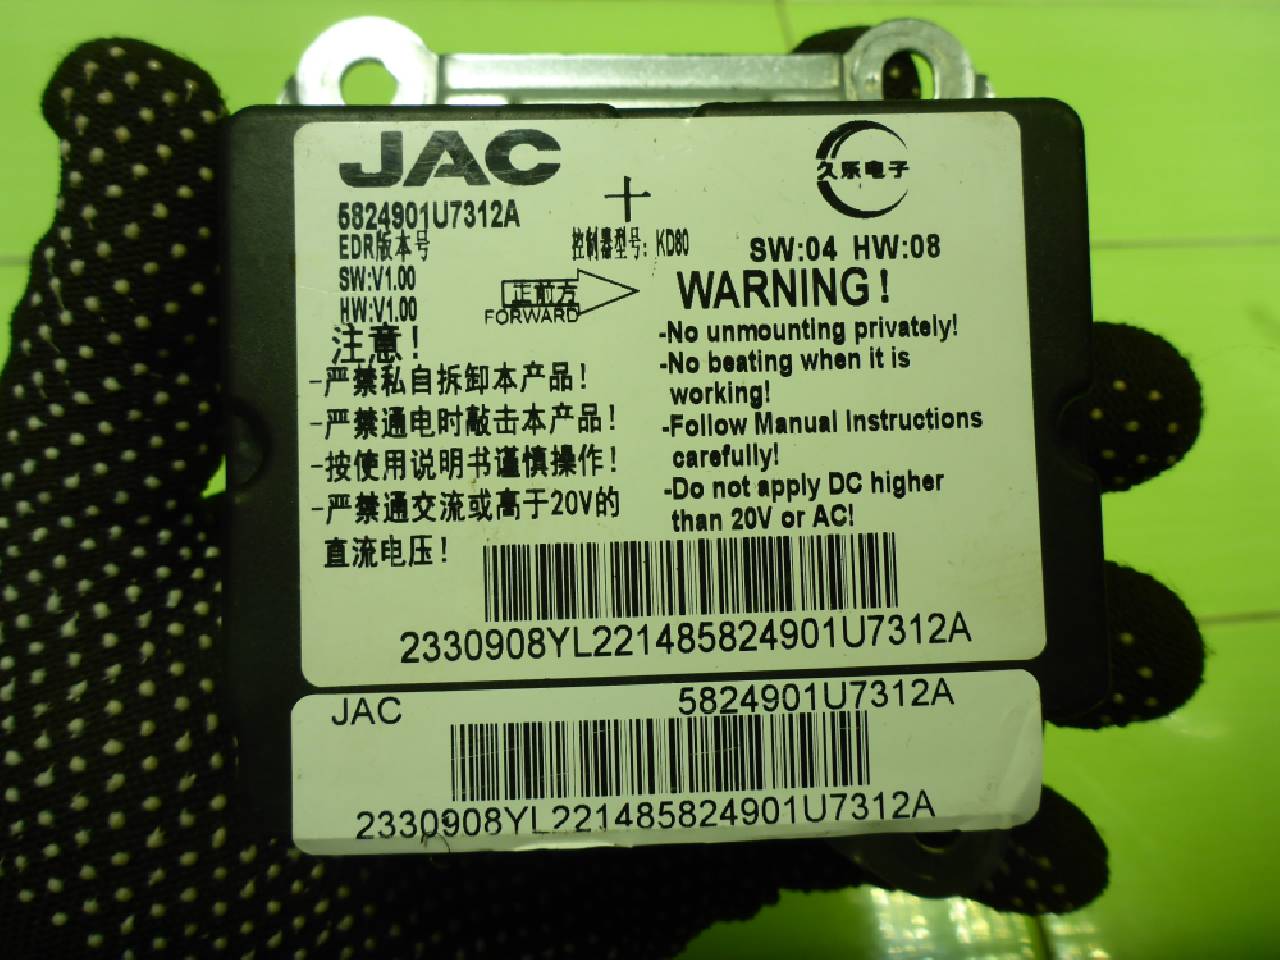 JAC
久乐电子
5824901U7312A
EDR版本号
控制器型号: KD80
SW:04 HW:08
SW:V1.00
HW:V1.00
正前方
FORWARD
注意!
-严禁私自拆卸本产品!
-严禁通电时敲击本产品!
-按使用说明书谨慎操作!
-严禁通交流或高于20V的
直流电压!
WARNING!
-No unmounting privately!
-No beating when it is
working!
-Follow Manual Instructions
carefully!
-Do not apply DC higher
than 20V or AC!
2330908YL221485824901U7312A
JAC 5824901U7312A
2330908YL221485824901U7312A